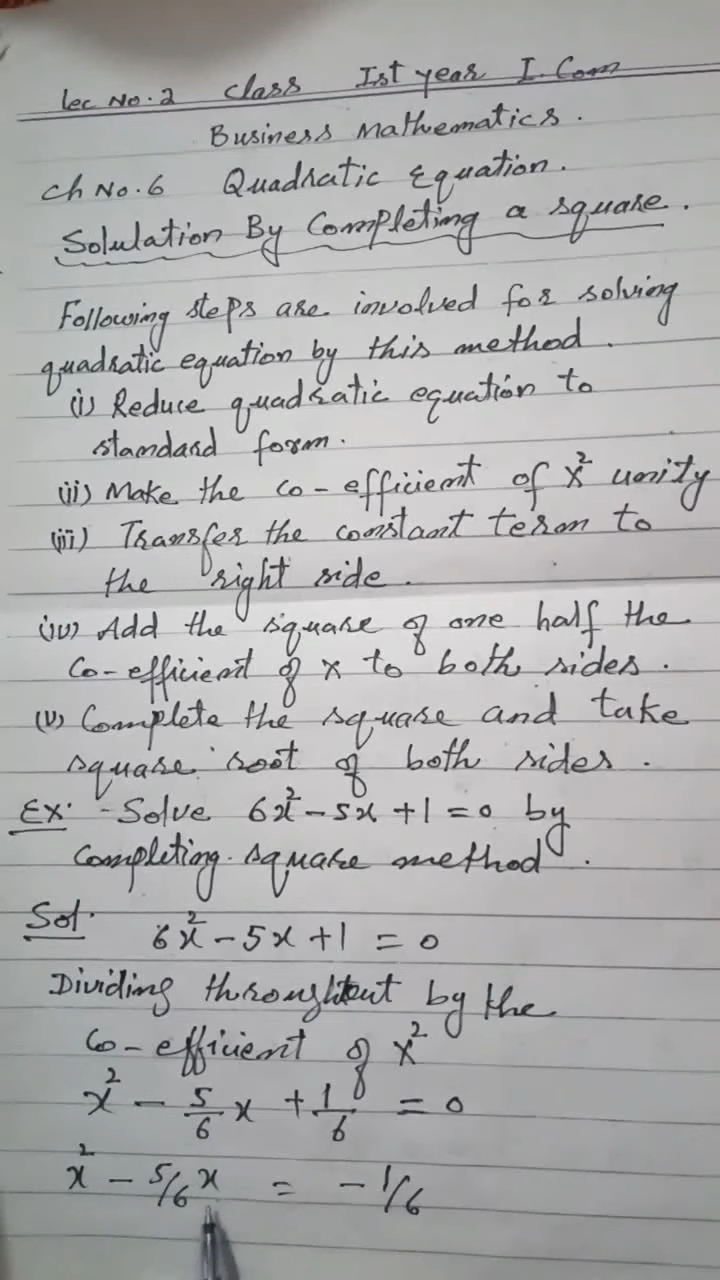 Lec No. 2 Class Ist year I. Com
Business Mathematics.
Ch No. 6 Quadratic Equation.
Solulation By Completing a square.
Following steps are involved for solving
quadratic equation by this method.
(i) Reduce quadratic equation to
standard form.
(ii) Make the co-efficient of x² unity
(iii) Transfer the constant term to
the right side.
(iv) Add the square of one half the
Co-efficient of x to both sides.
(v) Complete the square and take
square root of both sides.
Ex: - Solve 6x² - 5x + 1 = 0 by
Completing square method.
Sol. 6x² - 5x + 1 = 0
Dividing throughtout by the
Co-efficient of x²
x² - 5/6 x + 1/6 = 0
x² - 5/6 x = - 1/6